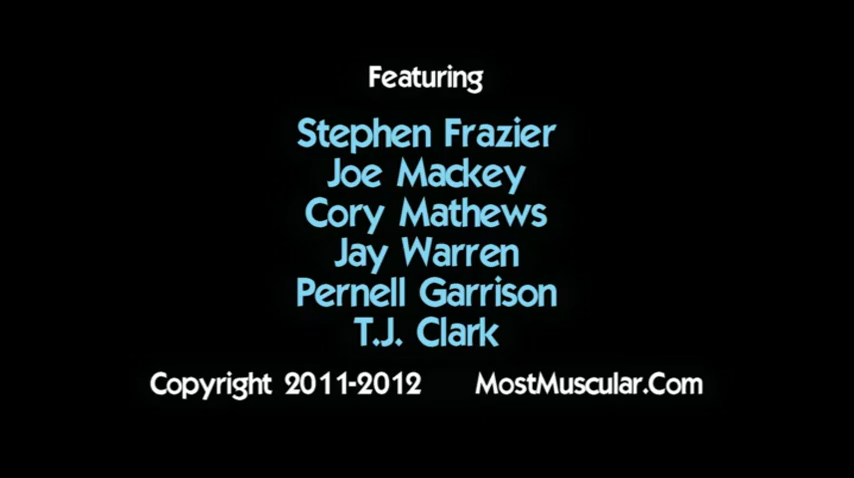 Featuring
Stephen Frazier
Joe Mackey
Cory Mathews
Jay Warren
Pernell Garrison
T.J. Clark
Copyright 2011-2012 MostMuscular.Com